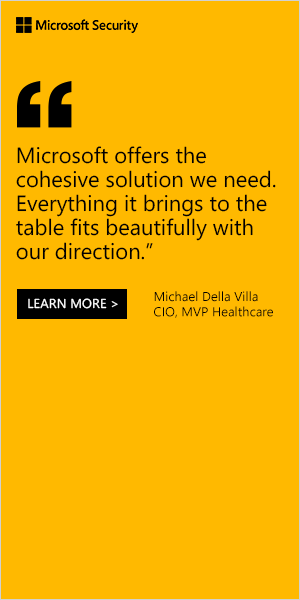 Microsoft Security
“
Microsoft offers the
cohesive solution we need.
Everything it brings to the
table fits beautifully with
our direction.”
LEARN MORE >
Michael Della Villa
CIO, MVP Healthcare